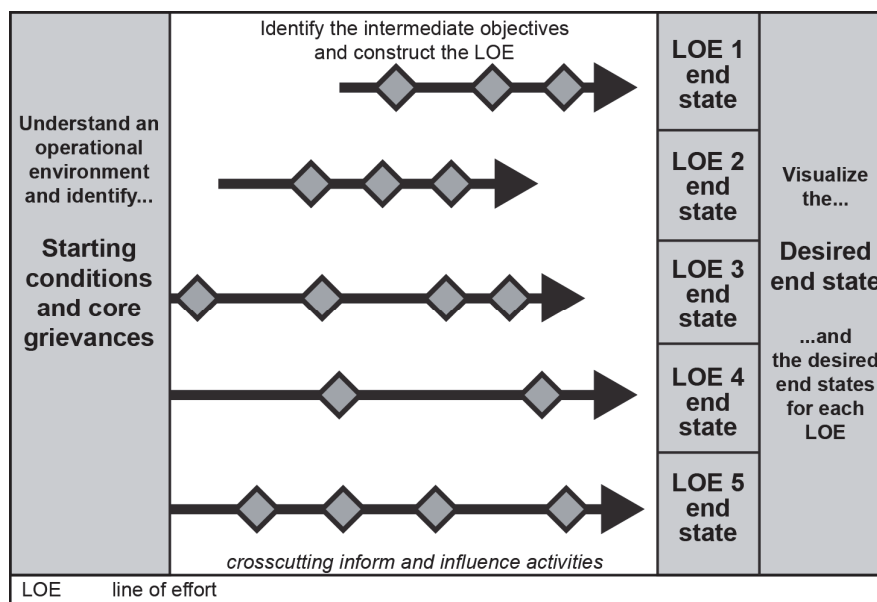 Understand an
operational
environment
and identify...
Starting
conditions
and core
grievances
Identify the intermediate objectives
and construct the LOE
LOE 1
end
state
LOE 2
end
state
LOE 3
end
state
LOE 4
end
state
LOE 5
end
state
Visualize
the...
Desired
end state
...and
the desired
end states
for each
LOE
crosscutting inform and influence activities
LOE line of effort